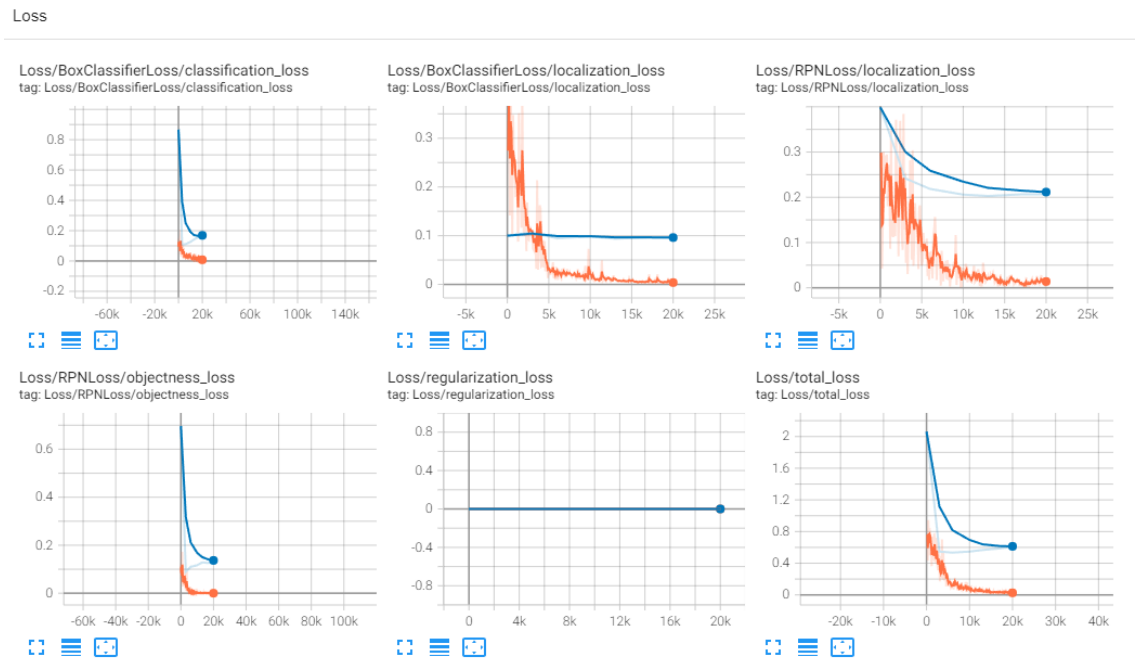 Loss
Loss/BoxClassifierLoss/classification_loss
tag: Loss/BoxClassifierLoss/classification_loss
0.8
0.6
0.4
0.2
0
-0.2
-60k -20k 20k 60k 100k 140k
Loss/BoxClassifierLoss/localization_loss
tag: Loss/BoxClassifierLoss/localization_loss
0.3
0.2
0.1
0
-5k 0 5k 10k 15k 20k 25k
Loss/RPNLoss/localization_loss
tag: Loss/RPNLoss/localization_loss
0.3
0.2
0.1
0
-5k 0 5k 10k 15k 20k 25k
Loss/RPNLoss/objectness_loss
tag: Loss/RPNLoss/objectness_loss
0.6
0.4
0.2
0
-60k -40k -20k 0 20k 40k 60k 80k 100k
Loss/regularization_loss
tag: Loss/regularization_loss
0.8
0.4
0
-0.4
-0.8
0 4k 8k 12k 16k 20k
Loss/total_loss
tag: Loss/total_loss
2
1.6
1.2
0.8
0.4
0
-20k -10k 0 10k 20k 30k 40k